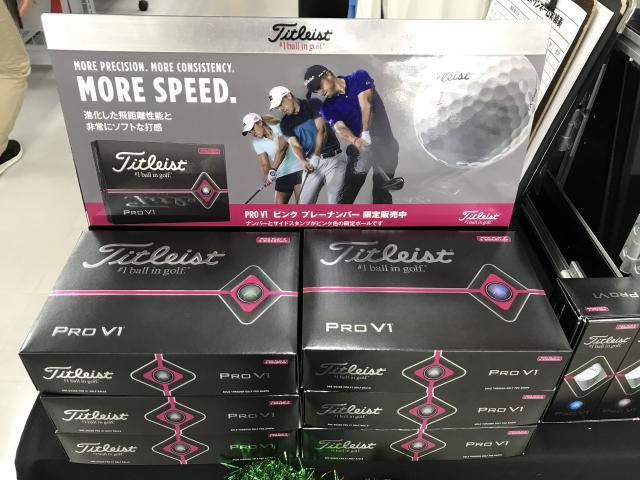 Titleist
#1 ball in golf.
MORE PRECISION. MORE CONSISTENCY.
MORE SPEED.
進化した飛距離性能と
非常にソフトな打感
Titleist
Titleist
#1 ball in golf.
PRO V1
PRO V1 ピンク プレーナンバー 限定販売中
ナンバーとサイドスタンプがピンク色の限定ボールです
Titleist
#1 ball in golf.
Titleist
#1 ball in golf.
PRO V1
Titleist
#1 ball in golf.
PRO V1
Titleist
#1 ball in golf.
PRO V1
Titleist
#1 ball in golf.
PRO V1
Titleist
#1 ball in golf.
PRO V1
Titleist
#1 ball in golf.
PRO V1
Titleist
#1 ball in golf.
PRO V1
Titleist
#1 ball in golf.
PRO V1
PRO V1
Titleist
#1 ball in golf.